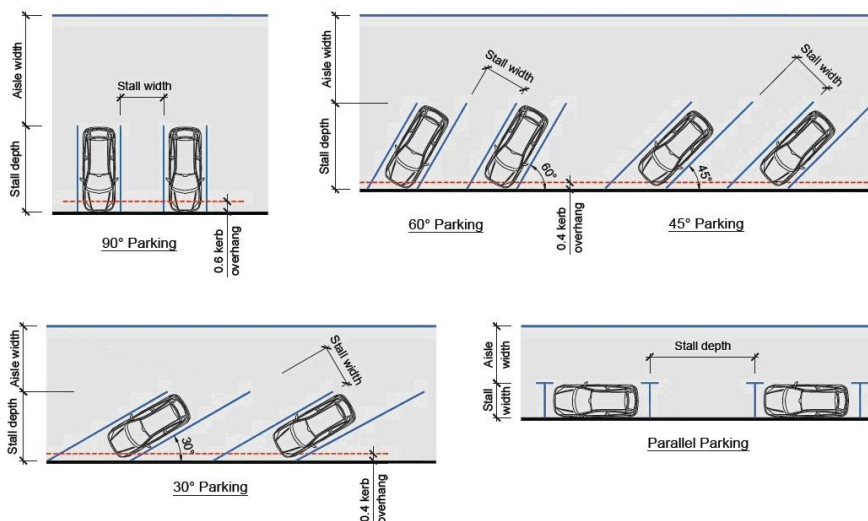 Aisle width
Stall depth
Stall width
90° Parking
0.6 kerb
overhang
Aisle width
Stall depth
Stall width
60°
60° Parking
0.4 kerb
overhang
Stall width
45°
45° Parking
Aisle width
Stall depth
Stall width
30°
30° Parking
0.4 kerb
overhang
Aisle
width
Stall
width
Stall depth
Parallel Parking